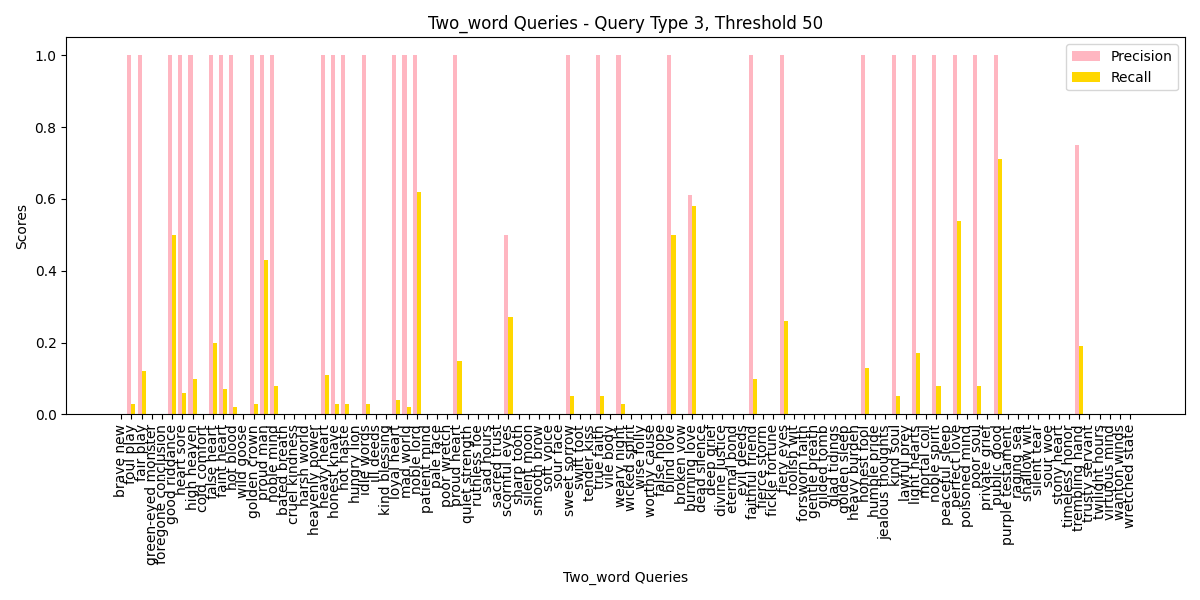 Two_word Queries - Query Type 3, Threshold 50
Precision
Recall
Scores
1.0
0.8
0.6
0.4
0.2
0.0
brave new
foul play
fair play
green-eyed monster
foregone conclusion
good riddance
heart sore
high heaven
cold comfort
heart
faint heart
hot blood
wild goose
golden crown
proud man
noble mind
bated breath
cruel kindness
harsh world
heavenly power
heavy heart
honest knave
hot haste
hungry lion
idle words
ill deeds
kind blessing
loyal heart
mad world
noble lord
patient mind
pale face
poor wretch
proud heart
quiet strength
ruthless foe
sad hours
sacred trust
scornful eyes
sharp tooth
silent moon
smooth brow
soft voice
sour face
sweet sorrow
swift foot
tender kiss
true faith
vile body
weary night
wicked spirit
wise folly
worthy cause
false hope
blind love
broken vow
burning love
dead silence
deep grief
divine justice
eternal bond
evil deeds
faithful friend
fierce storm
fickle fortune
fiery eyes
foolish wit
forsworn faith
gentle death
gilded tomb
glad tidings
golden sleep
heavy burden
honest fool
humble pride
jealous thoughts
kind soul
lawful prey
light hearts
mortal coil
noble spirit
peaceful sleep
perfect love
poisoned mind
poor soul
private grief
public good
purple testament
raging sea
shallow wit
silent tear
sour woe
stony heart
timeless honor
trembling hand
trusty servant
twilight hours
virtuous mind
wanton wind
wretched state
Two_word Queries